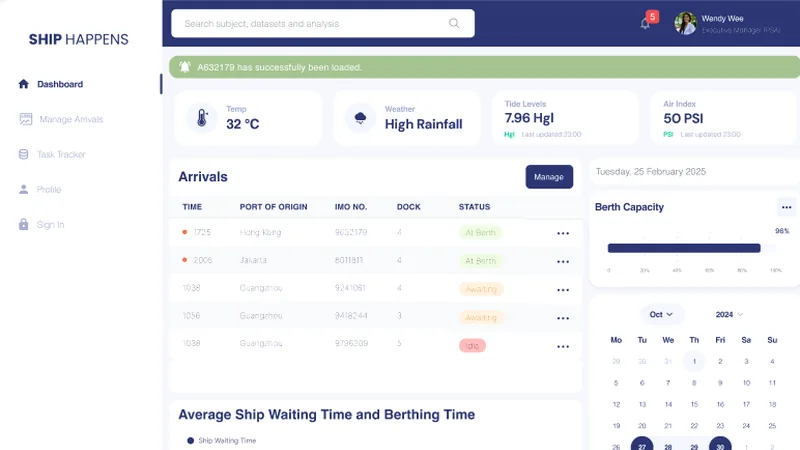 SHIP HAPPENS
Dashboard
Manage Arrivals
Task Tracker
Profile
Sign In
Search subject, datasets and analysis
5
Wendy Wee
Executive Manager (PSA)
A632179 has successfully been loaded.
Temp
32 °C
Weather
High Rainfall
Tide Levels
7.96 Hgl
Hgl Last updated 23:00
Air Index
50 PSI
PSI Last updated 23:00
Arrivals
Manage
TIME PORT OF ORIGIN IMO NO. DOCK STATUS
1725 Hong Kong 9632179 4 At Berth
2005 Jakarta 8011811 4 At Berth
1038 Guangzhou 9241061 4 Awaiting
1056 Guangzhou 9418244 3 Awaiting
1038 Guangzhou 5
Average Ship Waiting Time and Berthing Time
Ship Waiting Time
Tuesday, 25 February 2025
Berth Capacity
96%
0 20% 40% 60% 80% 100%
Oct 2024
Mo Tu We Th Fri Sa Su
29 30 31 1 2 3 4
5 6 7 8 9 10 11
12 13 14 15 16 17 18
19 20 21 22 23 24 25
26 27 28 29 30 1 2